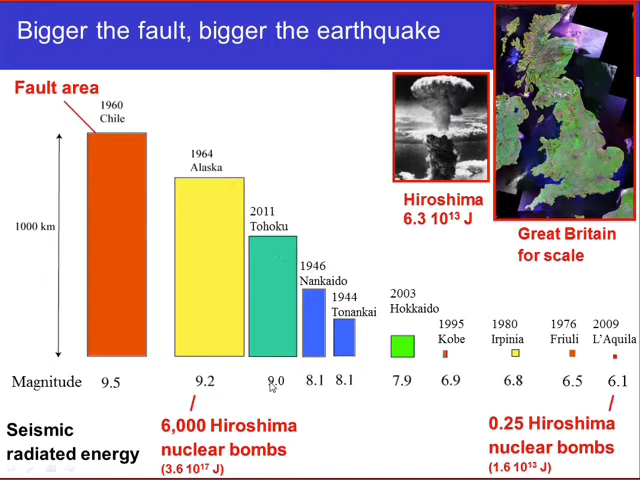 Bigger the fault, bigger the earthquake
Fault area
1960
Chile
1964
Alaska
2011
Tohoku
1946
Nankaido
1944
Tonankai
2003
Hokkaido
1995
Kobe
1980
Irpinia
1976
Friuli
2009
L'Aquila
1000 km
Hiroshima
6.3 10¹³ J
Great Britain
for scale
Magnitude 9.5 9.2 9.0 8.1 8.1 7.9 6.9 6.8 6.5 6.1
Seismic
radiated energy
6,000 Hiroshima
nuclear bombs
(3.6 10¹⁷ J)
0.25 Hiroshima
nuclear bombs
(1.6 10¹³ J)